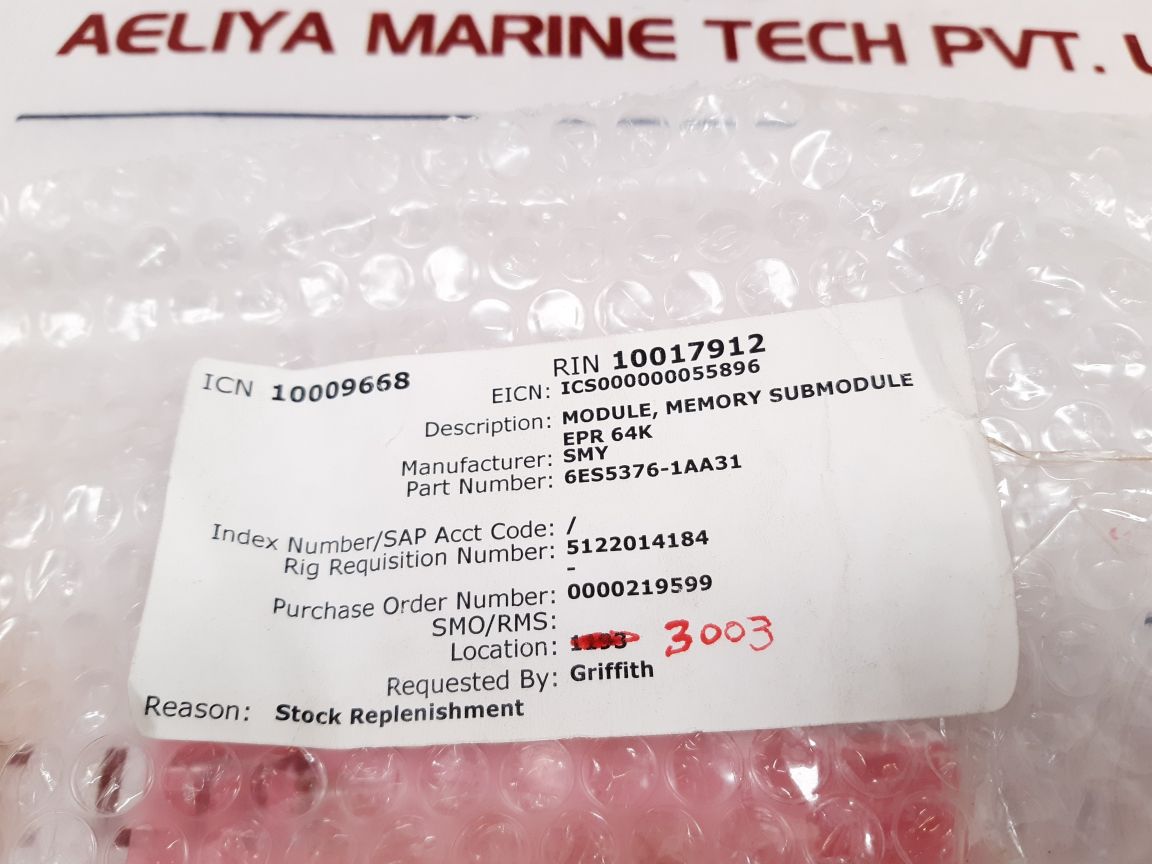 AELIYA MARINE TECH PVT.
ICN 10009668
RIN 10017912
EICN: ICS000000055896
Description: MODULE, MEMORY SUBMODULE
EPR 64K
Manufacturer: SMY
Part Number: 6ES5376-1AA31
Index Number/SAP Acct Code: /
Rig Requisition Number: 5122014184
-
Purchase Order Number: 0000219599
SMO/RMS:
Location: 3003
Requested By: Griffith
Reason: Stock Replenishment